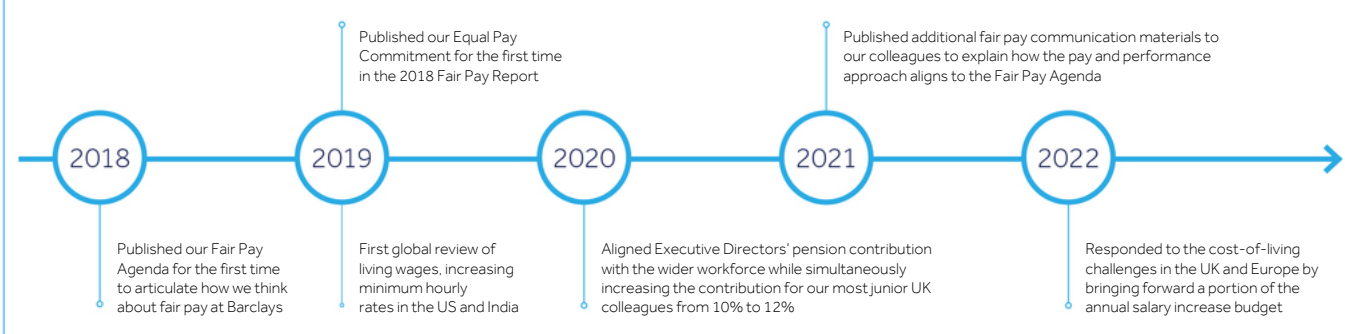 Published our Equal Pay
Commitment for the first time
in the 2018 Fair Pay Report
Published additional fair pay communication materials to
our colleagues to explain how the pay and performance
approach aligns to the Fair Pay Agenda
2018
2019
2020
2021
2022
Published our Fair Pay
Agenda for the first time
to articulate how we think
about fair pay at Barclays
First global review of
living wages, increasing
minimum hourly
rates in the US and India
Aligned Executive Directors’ pension contribution
with the wider workforce while simultaneously
increasing the contribution for our most junior UK
colleagues from 10% to 12%
Responded to the cost-of-living
challenges in the UK and Europe by
bringing forward a portion of the
annual salary increase budget